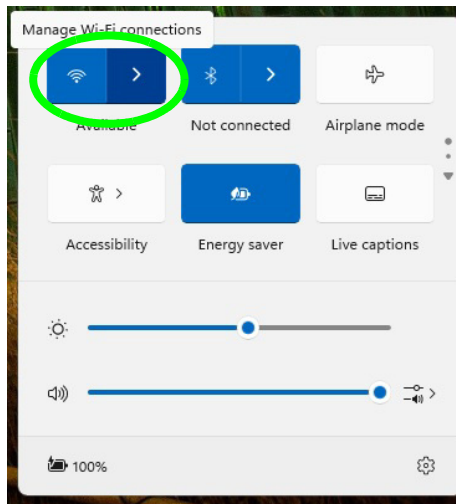 Manage Wi-Fi connections
Available
Not connected
Airplane mode
Accessibility
Energy saver
Live captions
100%